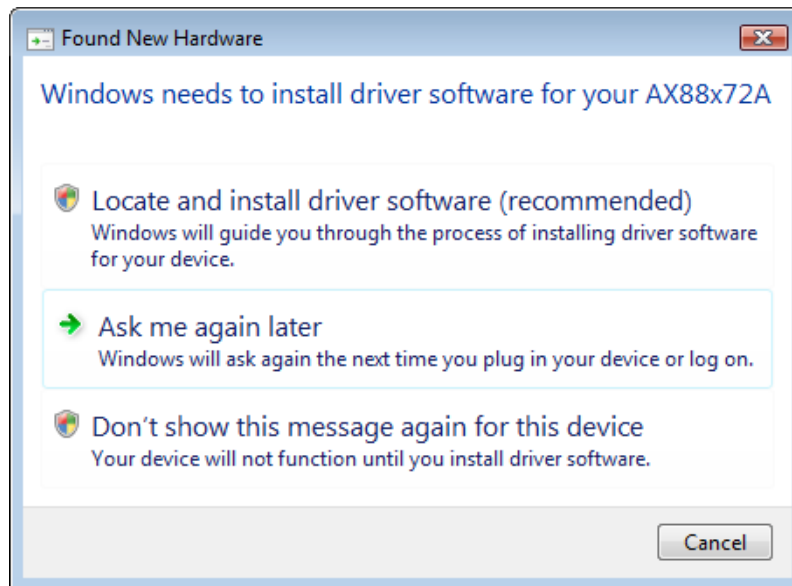 Found New Hardware
Windows needs to install driver software for your AX88x72A
Locate and install driver software (recommended)
Windows will guide you through the process of installing driver software
for your device.
Ask me again later
Windows will ask again the next time you plug in your device or log on.
Don't show this message again for this device
Your device will not function until you install driver software.
Cancel